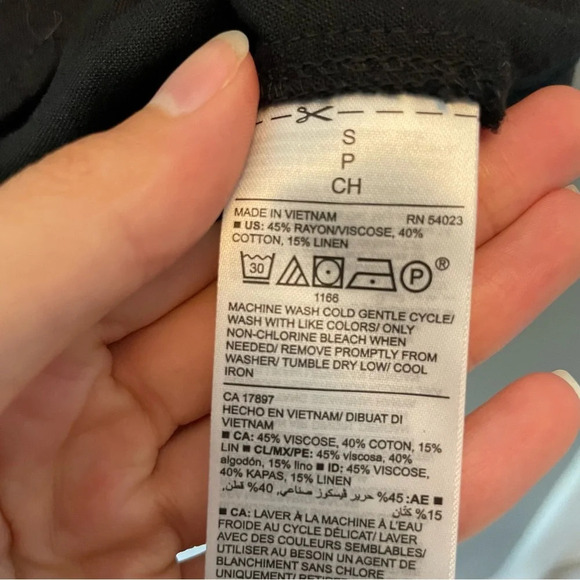 S
P
CH
MADE IN VIETNAM RN 54023
■ US: 45% RAYON/VISCOSE, 40%
COTTON, 15% LINEN
30 P ®
1166
MACHINE WASH COLD GENTLE CYCLE/
WASH WITH LIKE COLORS/ ONLY
NON-CHLORINE BLEACH WHEN
NEEDED/ REMOVE PROMPTLY FROM
WASHER/ TUMBLE DRY LOW/ COOL
IRON
CA 17897
HECHO EN VIETNAM/ DIBUAT DI
VIETNAM
■ CA: 45% VISCOSE, 40% COTON, 15%
LIN ■ CL/MX/PE: 45% viscosa, 40%
algodón, 15% lino ■ ID: 45% VISCOSE,
40% KAPAS, 15% LINEN
■ AE: 45% حرير ڤيسكوز صناعي, 40% قطن,
15% كتّان
■ CA: LAVER À LA MACHINE À L'EAU
FROIDE AU CYCLE DÉLICAT/ LAVER
AVEC DES COULEURS SEMBLABLES/
UTILISER AU BESOIN UN AGENT DE
BLANCHIMENT SANS CHLORE